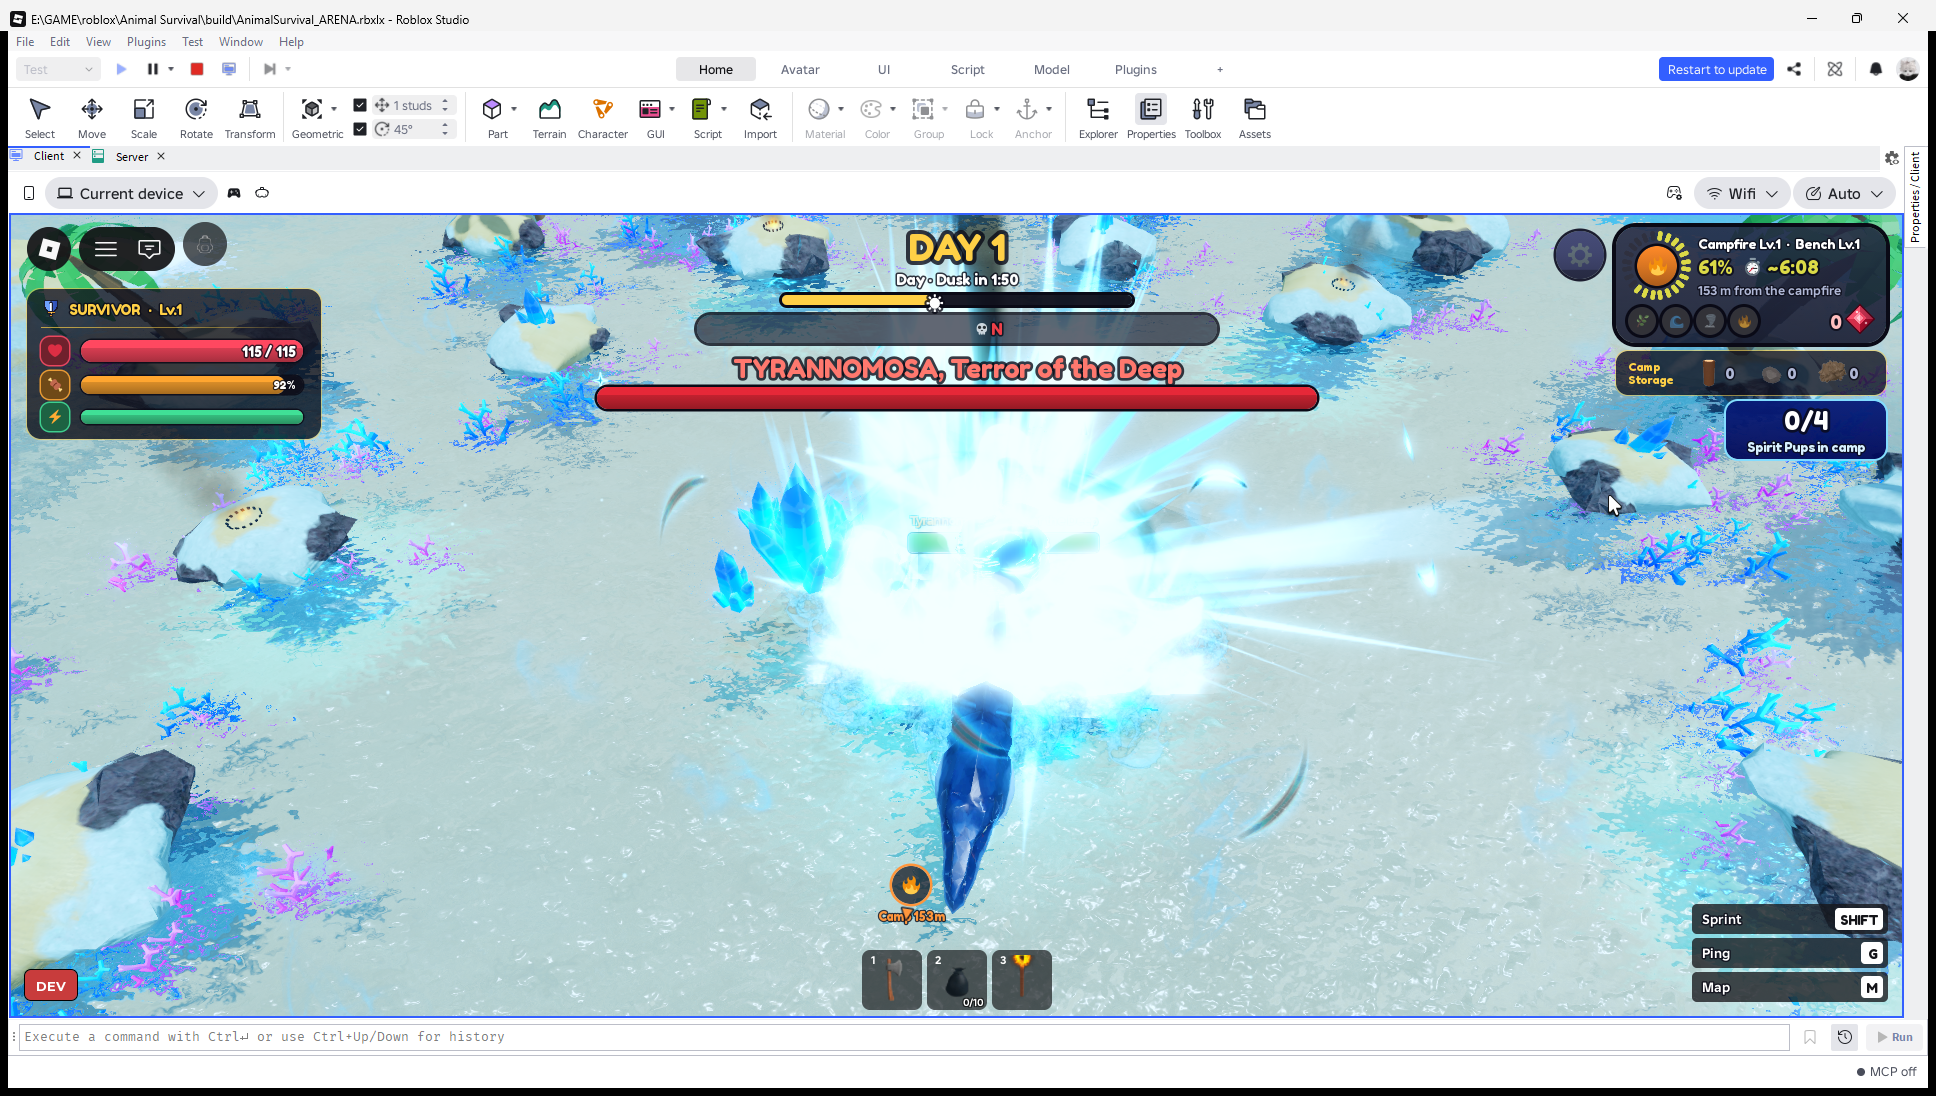 E:\GAME\roblox\Animal Survival\build\AnimalSurvival_ARENA.rbxlx - Roblox Studio
File Edit View Plugins Test Window Help
Test
Home Avatar UI Script Model Plugins +
Restart to update
Select Move Scale Rotate Transform Geometric
1 studs
45°
Part Terrain Character GUI Script Import Material Color Group Lock Anchor Explorer Properties Toolbox Assets
Client Server
Current device
Wifi Auto
Properties / Client
DAY 1
Day · Dusk in 1:50
N
TYRANNOMOSA, Terror of the Deep
SURVIVOR · Lv.1
115 / 115
92%
Campfire Lv.1 · Bench Lv.1
61% ~6:08
153 m from the campfire
0
Camp Storage 0 0 0
0/4
Spirit Pups in camp
Camp 153m
1 2 3
0/10
Sprint SHIFT
Ping G
Map M
DEV
Execute a command with Ctrl↵ or use Ctrl+Up/Down for history
Run
MCP off